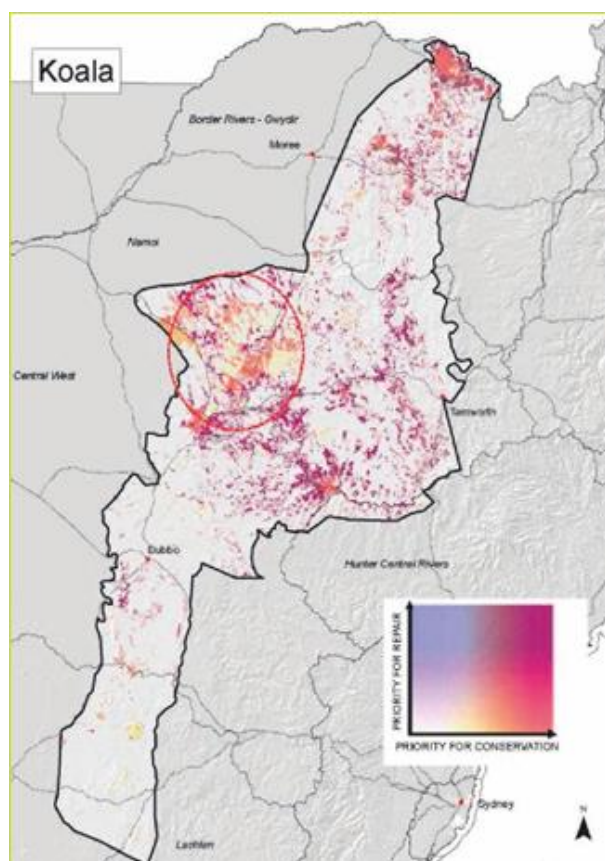 Koala
Border Rivers - Gwydir
Moree
Namoi
Central West
Tamworth
Dubbo
Hunter Central Rivers
PRIORITY FOR REPAIR
PRIORITY FOR CONSERVATION
Sydney
N
Lachlan